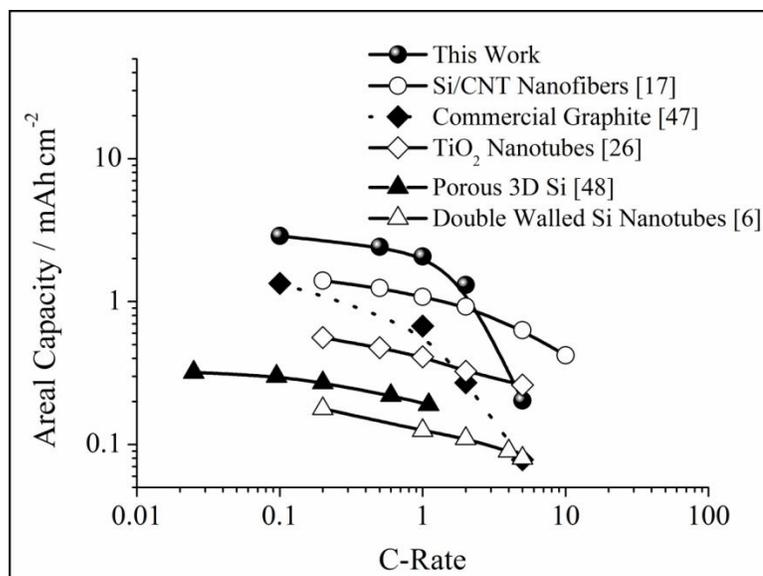 This Work
Si/CNT Nanofibers [17]
Commercial Graphite [47]
TiO₂ Nanotubes [26]
Porous 3D Si [48]
Double Walled Si Nanotubes [6]
Areal Capacity / mAh cm⁻²
10
1
0.1
0.01 0.1 1 10 100
C-Rate